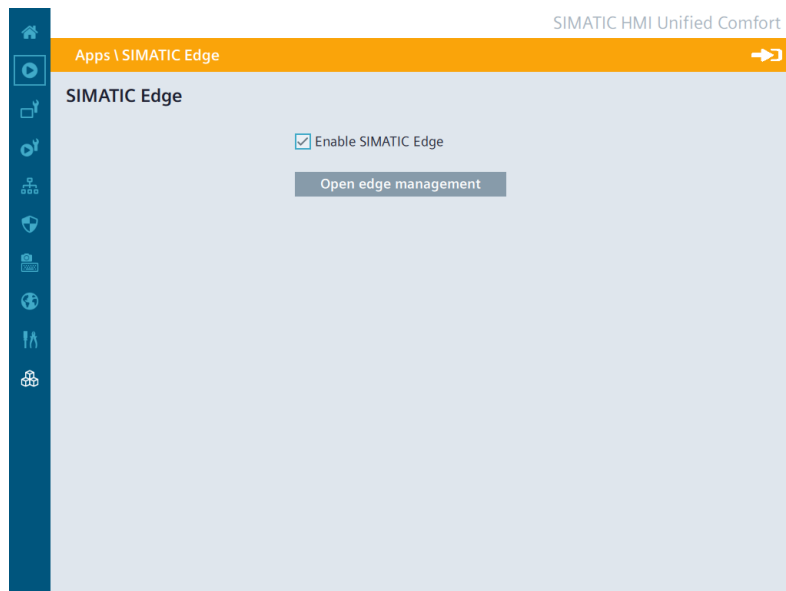 SIMATIC HMI Unified Comfort
Apps \ SIMATIC Edge
SIMATIC Edge
Enable SIMATIC Edge
Open edge management